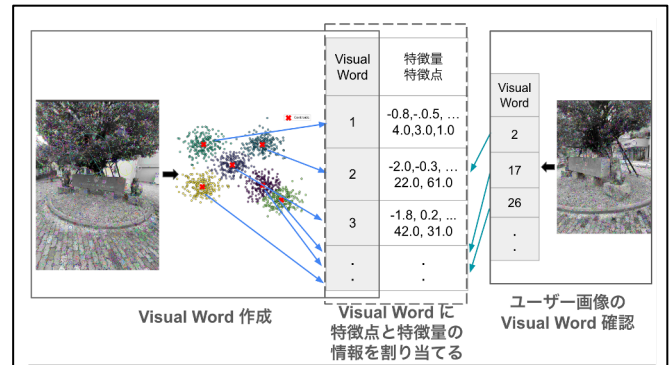 Visual
Word
特徴量
特徴点
1
-0.8,-.0.5, …
4.0,3.0,1.0
2
-2.0,-0.3, …
22.0, 61.0
3
-1.8, 0.2, ...
42.0, 31.0
.
.
.
.
Visual
Word
2
17
26
.
.
Visual Word 作成
Visual Word に
特徴点と特徴量の
情報を割り当てる
ユーザー画像の
Visual Word 確認